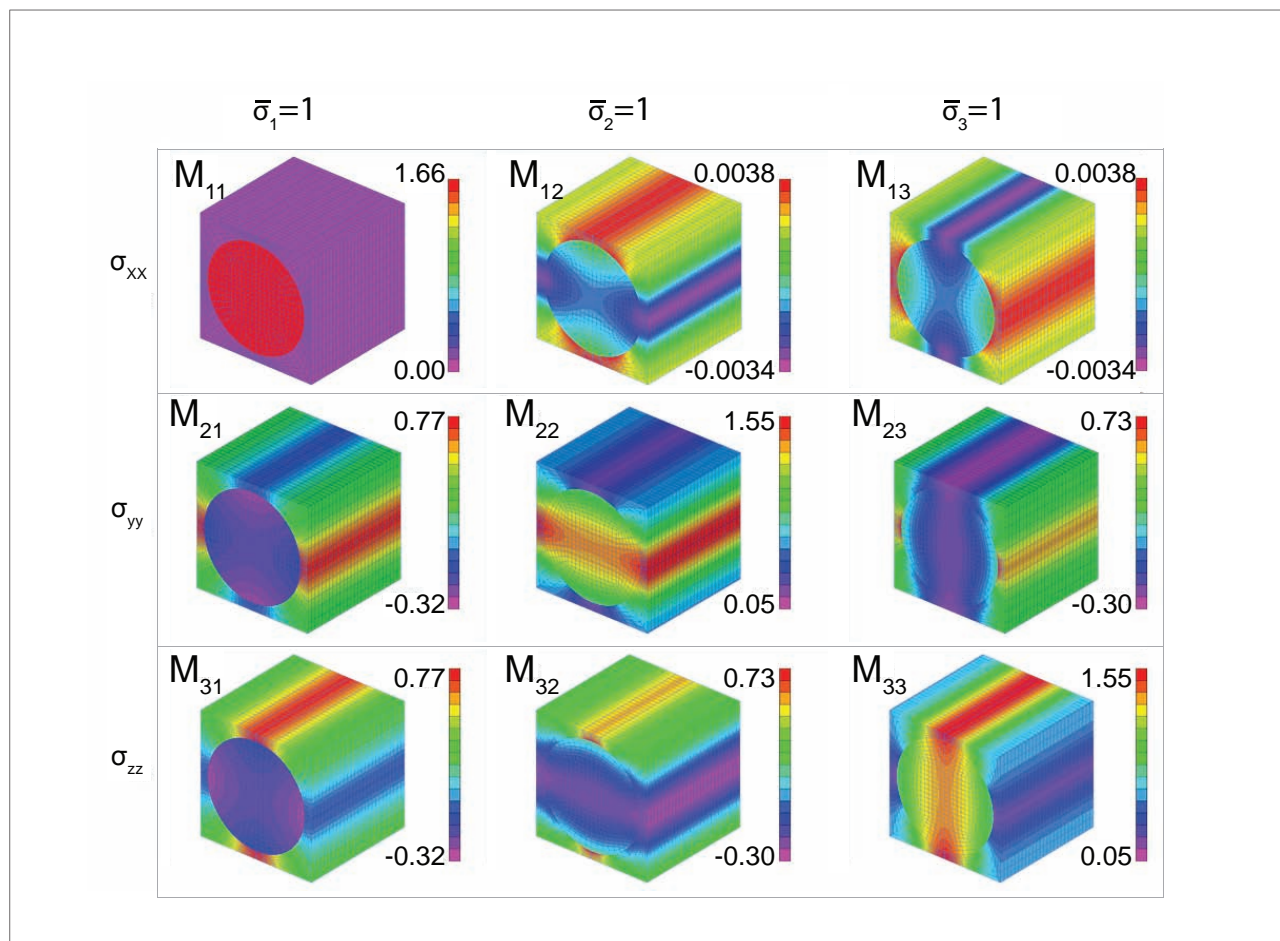 σ̅₁=1 σ̅₂=1 σ̅₃=1
M₁₁ 1.66 M₁₂ 0.0038 M₁₃ 0.0038
σxx
0.00 -0.0034 -0.0034
M₂₁ 0.77 M₂₂ 1.55 M₂₃ 0.73
σyy
-0.32 0.05 -0.30
M₃₁ 0.77 M₃₂ 0.73 M₃₃ 1.55
σzz
-0.32 -0.30 0.05